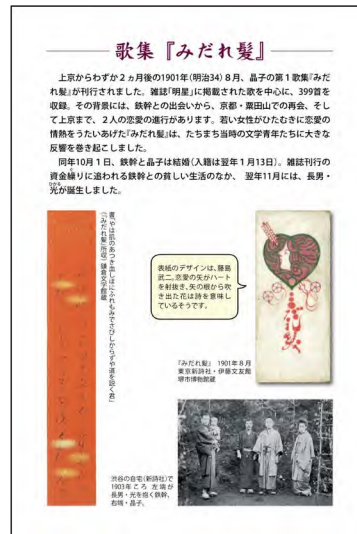 歌集『みだれ髪』
上京からわずか2ヵ月後の1901年(明治34)8月、晶子の第1歌集『みだ
れ髪』が刊行されました。雑誌「明星」に掲載された歌を中心に、399首を
収録。その背景には、鉄幹との出会いから、京都・粟田山での再会、そし
て上京まで、2人の恋愛の進行があります。若い女性がひたむきに恋愛の
情熱をうたいあげた『みだれ髪』は、たちまち当時の文学青年たちに大きな
反響を巻き起こしました。
同年10月1日、鉄幹と晶子は結婚(入籍は翌年1月13日)。雑誌刊行の
資金繰りに追われる鉄幹との貧しい生活のなか、翌年11月には、長男・
光が誕生しました。
ひかる
書「やは肌のあつき血しほにふれもみでさびしからずや道を説く君」
(『みだれ髪』所収) 鎌倉文学館蔵
表紙のデザインは、藤島
武二。恋愛の矢がハート
を射抜き、矢の根から吹
き出た花は詩を意味し
ているそうです。
『みだれ髪』 1901年8月
東京新詩社・伊藤文友館
堺市博物館蔵
渋谷の自宅(新詩社)で
1903年ころ 左端が
長男・光を抱く鉄幹、
右端・晶子。